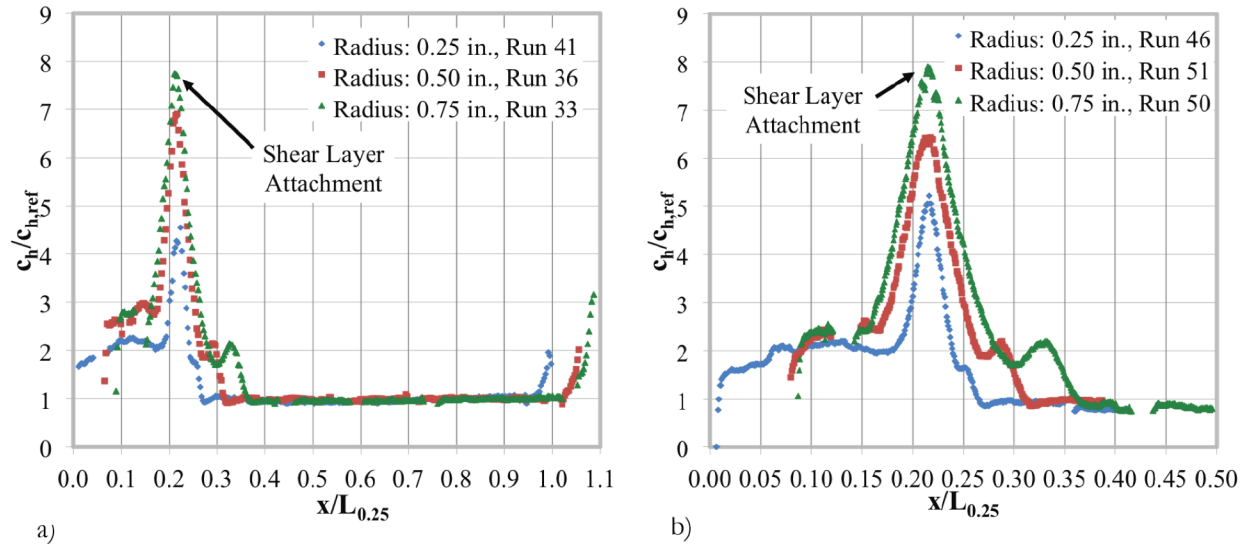 9
8
7
6
5
4
3
2
1
0
c_h/c_h,ref
Radius: 0.25 in., Run 41
Radius: 0.50 in., Run 36
Radius: 0.75 in., Run 33
Shear Layer
Attachment
0.0 0.1 0.2 0.3 0.4 0.5 0.6 0.7 0.8 0.9 1.0 1.1
x/L_0.25
a)
9
8
7
6
5
4
3
2
1
0
c_h/c_h,ref
Radius: 0.25 in., Run 46
Radius: 0.50 in., Run 51
Radius: 0.75 in., Run 50
Shear Layer
Attachment
0.00 0.05 0.10 0.15 0.20 0.25 0.30 0.35 0.40 0.45 0.50
x/L_0.25
b)